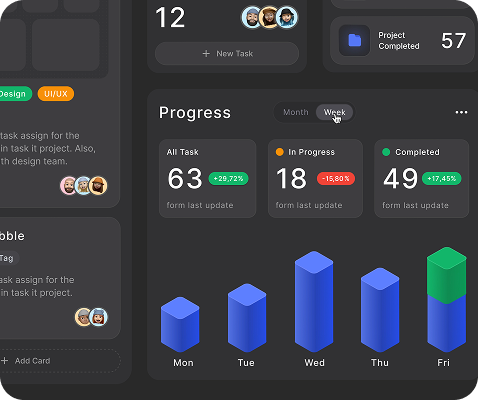 12
+ New Task
Project
Completed
57
Design
UI/UX
task assign for the
in task it project. Also,
th design team.
bble
Tag
ask assign for the
in task it project.
+ Add Card
Progress
Month
Week
...
All Task
63
+29,72%
form last update
In Progress
18
-15,80%
form last update
Completed
49
+17,45%
form last update
Mon
Tue
Wed
Thu
Fri